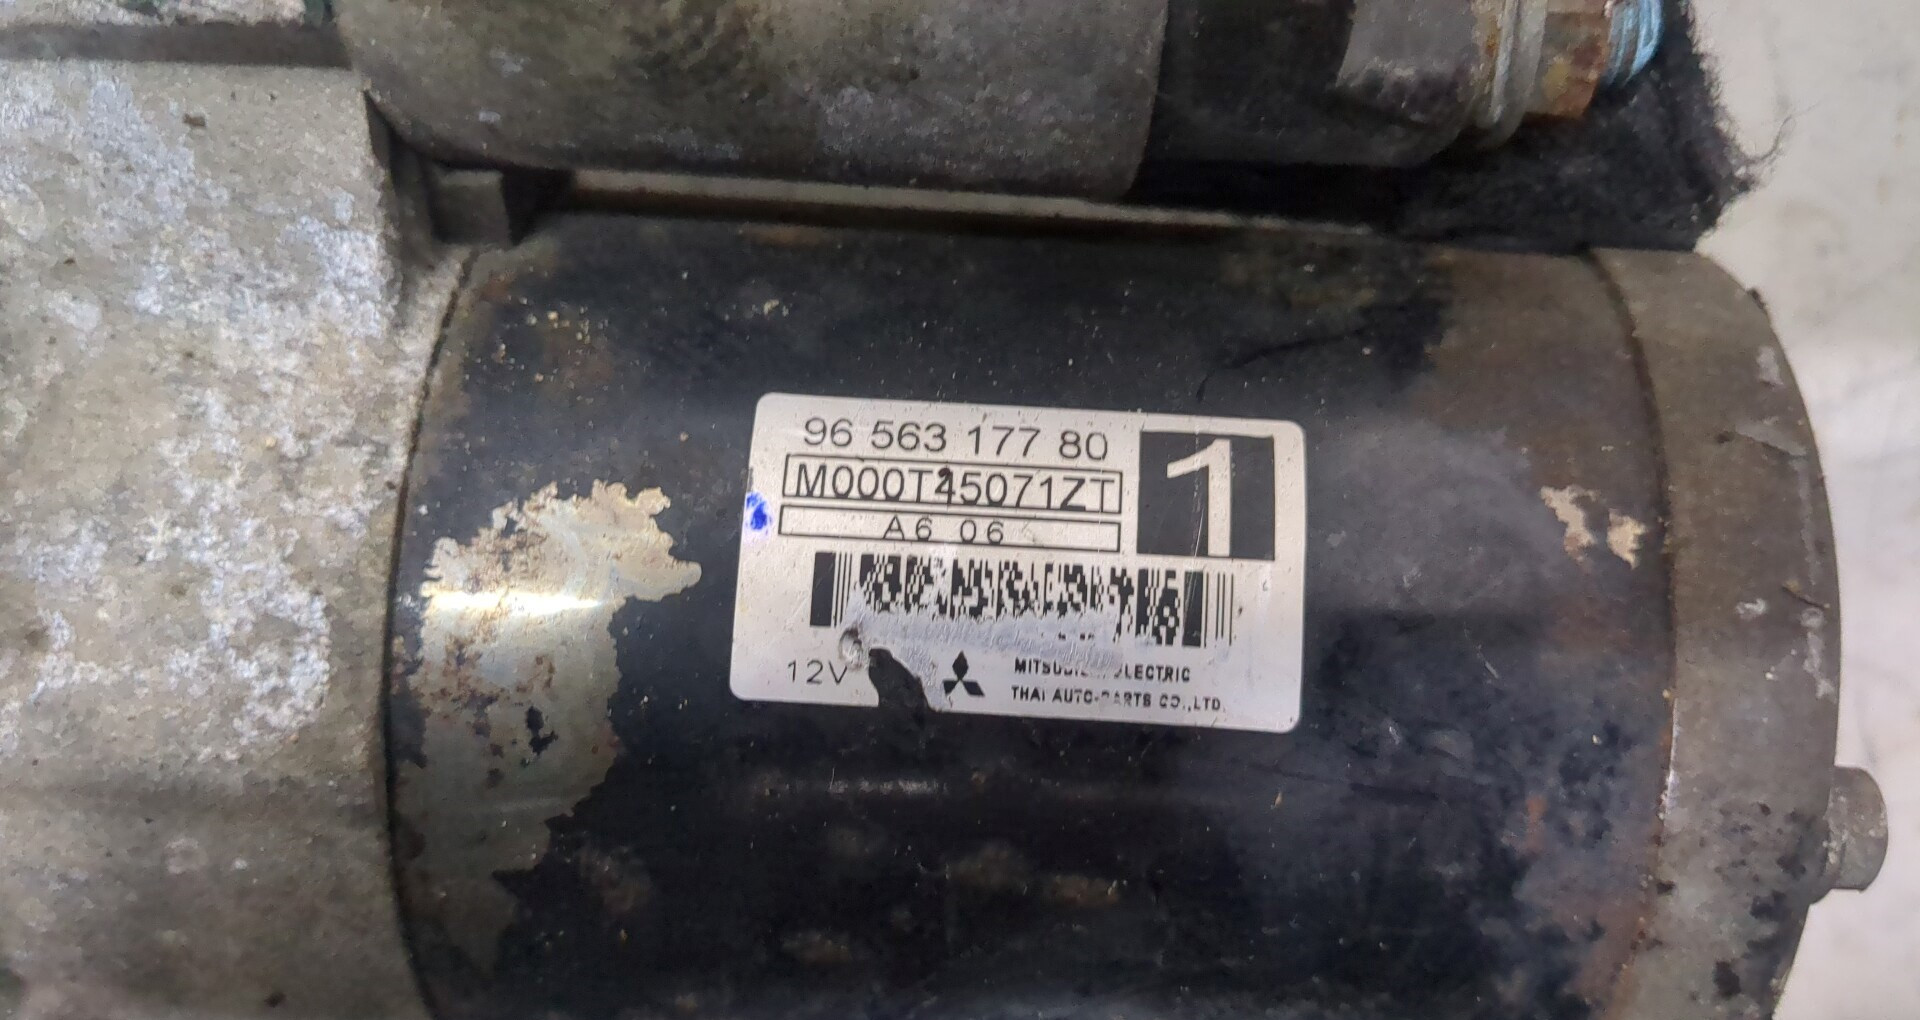 96 563 177 80
1
M000T45071ZT
A6 06
12V
THAI AUTO-PARTS CO.,LTD.